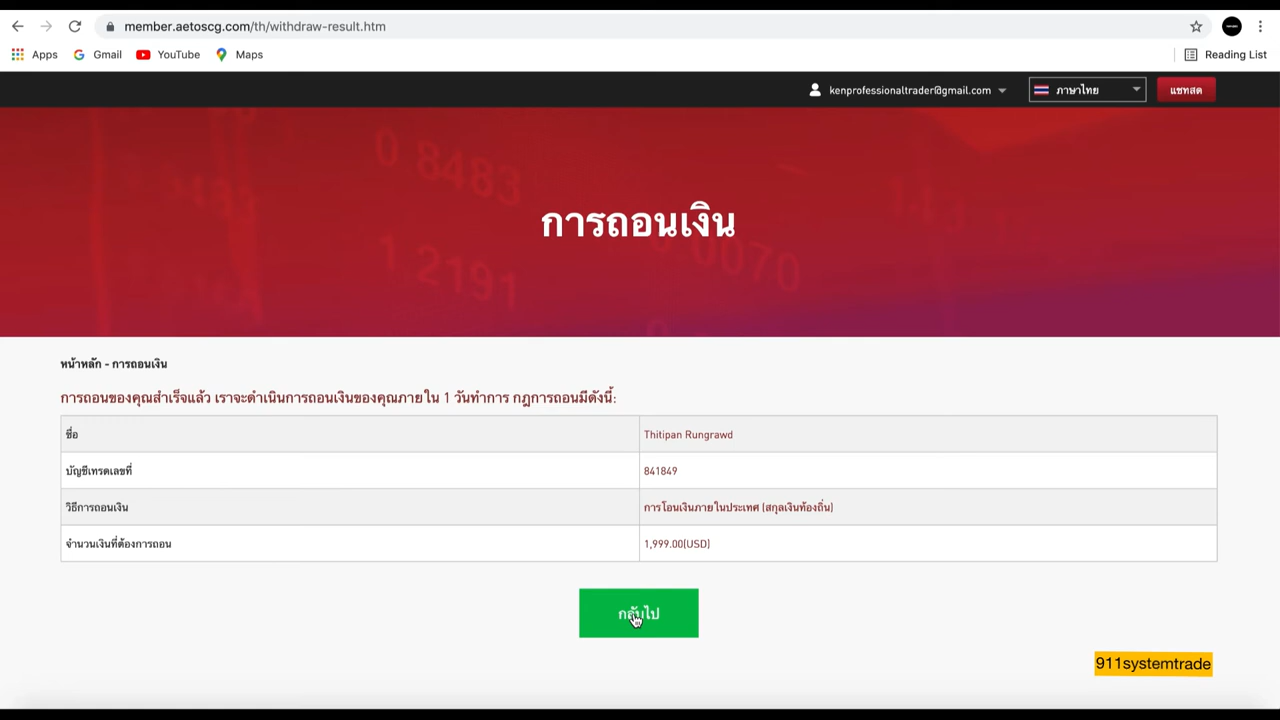 member.aetoscg.com/th/withdraw-result.htm
Apps Gmail YouTube Maps Reading List
kenprofessionaltrader@gmail.com ภาษาไทย แชทสด
0 8483
1.2191
0070
การถอนเงิน
หน้าหลัก - การถอนเงิน
การถอนของคุณสำเร็จแล้ว เราจะดำเนินการถอนเงินของคุณภายใน 1 วันทำการ กฎการถอนมีดังนี้:
ชื่อ Thitipan Rungrawd
บัญชีเทรดเลขที่ 841849
วิธีการถอนเงิน การโอนเงินภายในประเทศ (สกุลเงินท้องถิ่น)
จำนวนเงินที่ต้องการถอน 1,999.00(USD)
กลับไป
911systemtrade